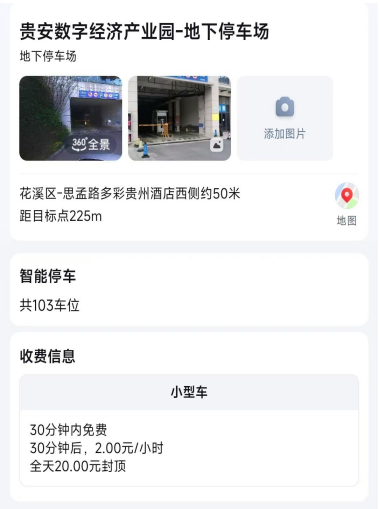 贵安数字经济产业园-地下停车场
地下停车场
360°全景
添加图片
花溪区-思孟路多彩贵州酒店西侧约50米
距目标点225m
地图
智能停车
共103车位
收费信息
小型车
30分钟内免费
30分钟后，2.00元/小时
全天20.00元封顶